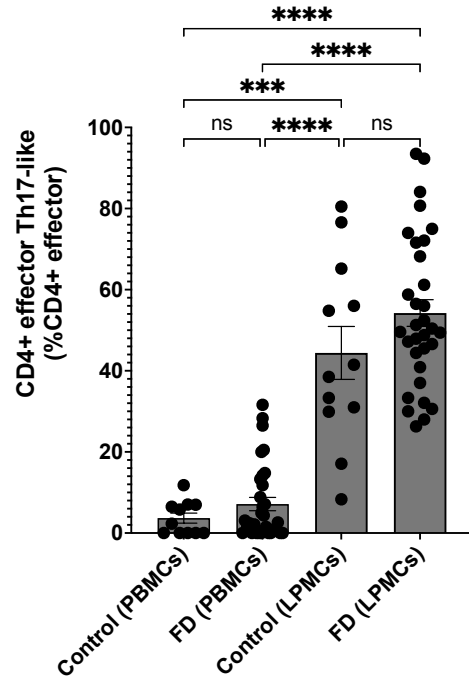 ****
****
***
ns
****
ns
CD4+ effector Th17-like
(%CD4+ effector)
100
80
60
40
20
0
Control (PBMCs)
FD (PBMCs)
Control (LPMCs)
FD (LPMCs)